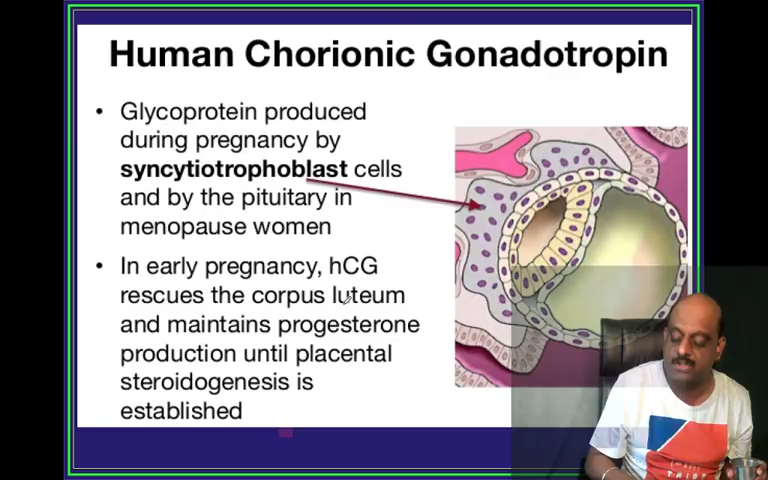 Human Chorionic Gonadotropin
• Glycoprotein produced
during pregnancy by
syncytiotrophoblast cells
and by the pituitary in
menopause women
• In early pregnancy, hCG
rescues the corpus luteum
and maintains progesterone
production until placental
steroidogenesis is
established